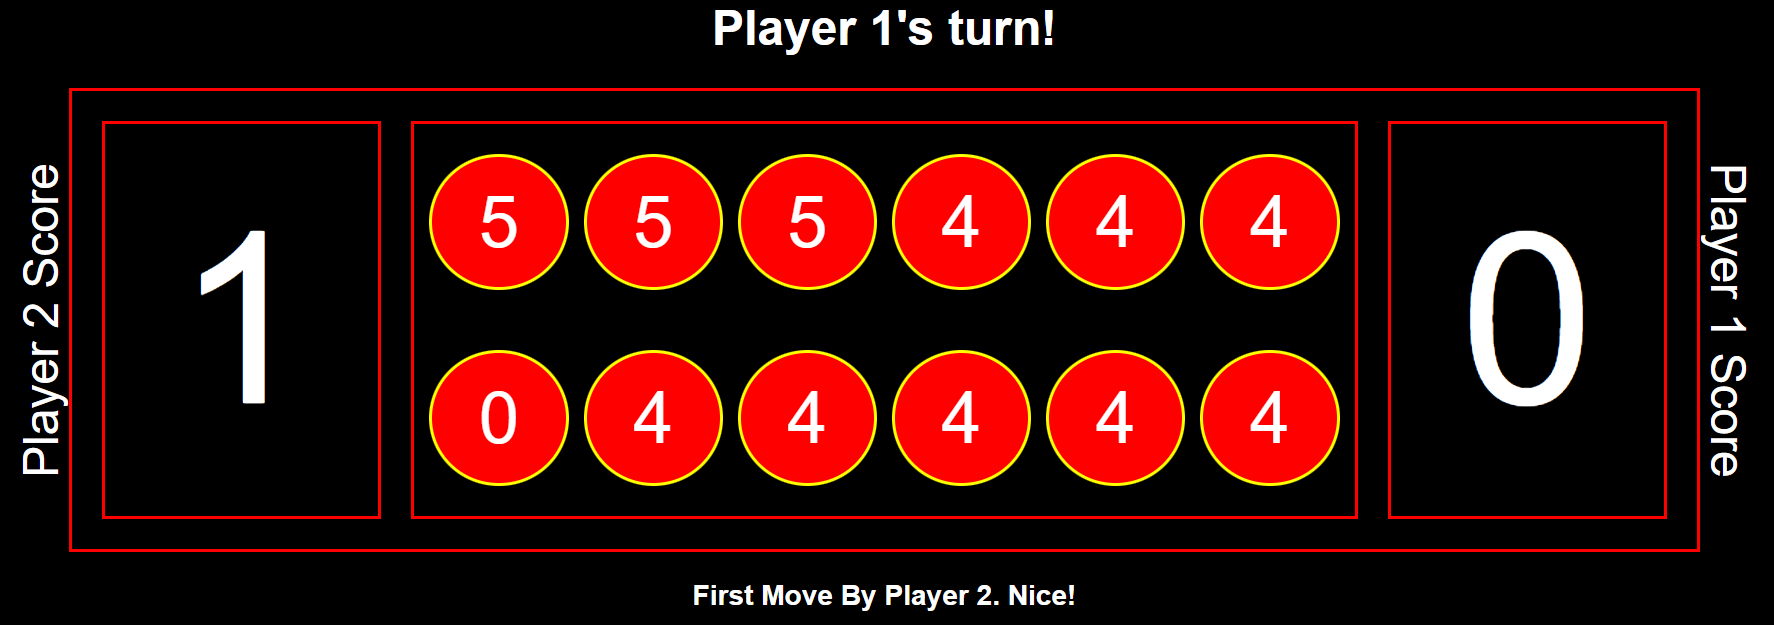 Player 1's turn!
Player 2 Score
1
5 5 5 4 4 4
0 4 4 4 4 4
0
Player 1 Score
First Move By Player 2. Nice!